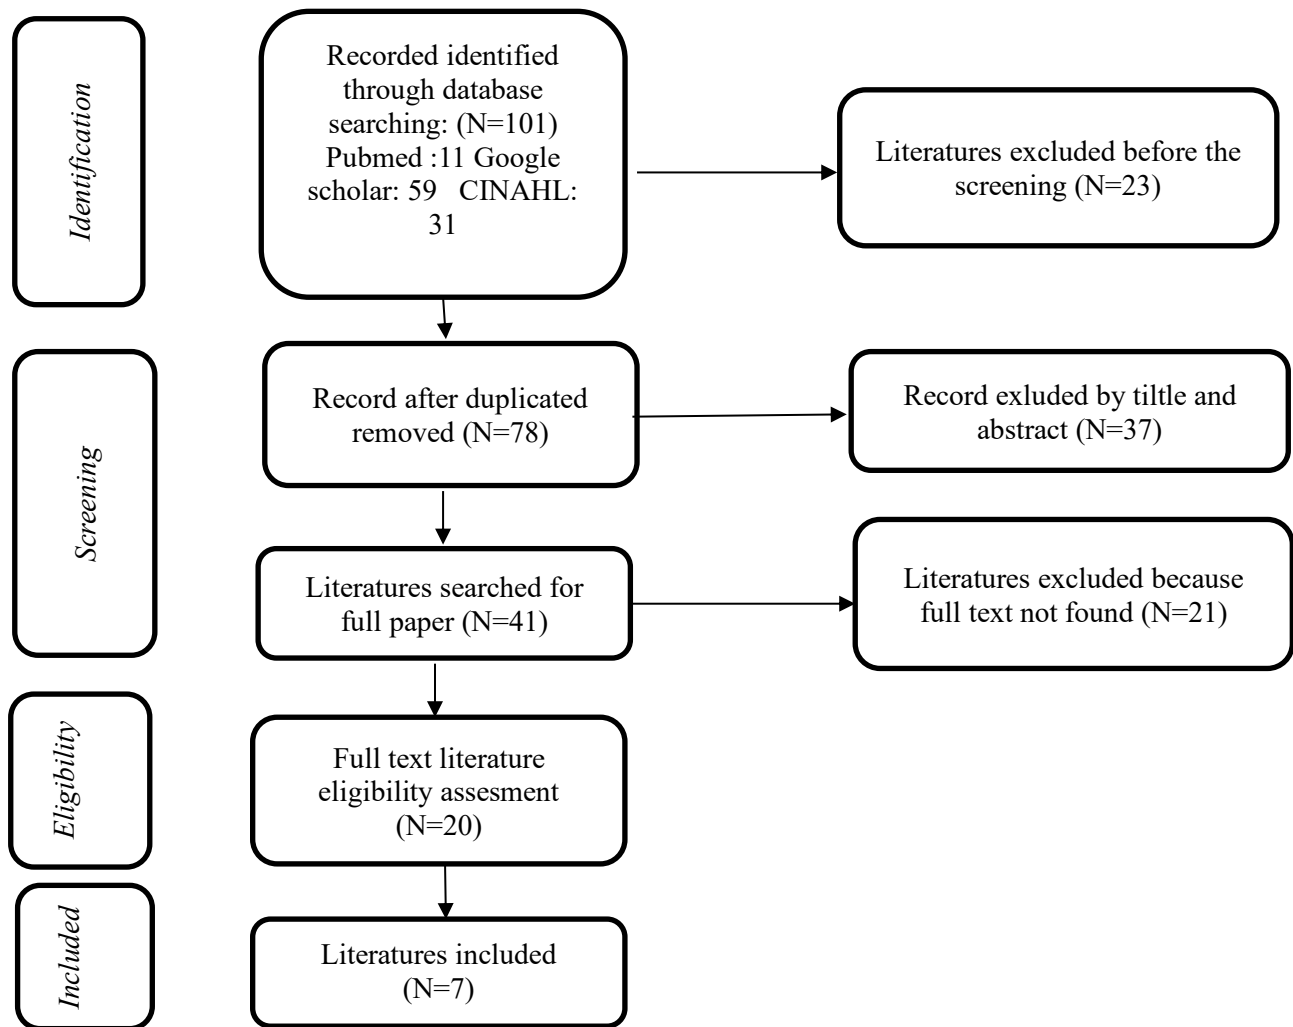 Identification
Recorded identified
through database
searching: (N=101)
Pubmed :11 Google
scholar: 59 CINAHL:
31
Literatures excluded before the
screening (N=23)
Screening
Record after duplicated
removed (N=78)
Record exluded by tiltle and
abstract (N=37)
Literatures searched for
full paper (N=41)
Literatures excluded because
full text not found (N=21)
Eligibility
Full text literature
eligibility assesment
(N=20)
Included
Literatures included
(N=7)